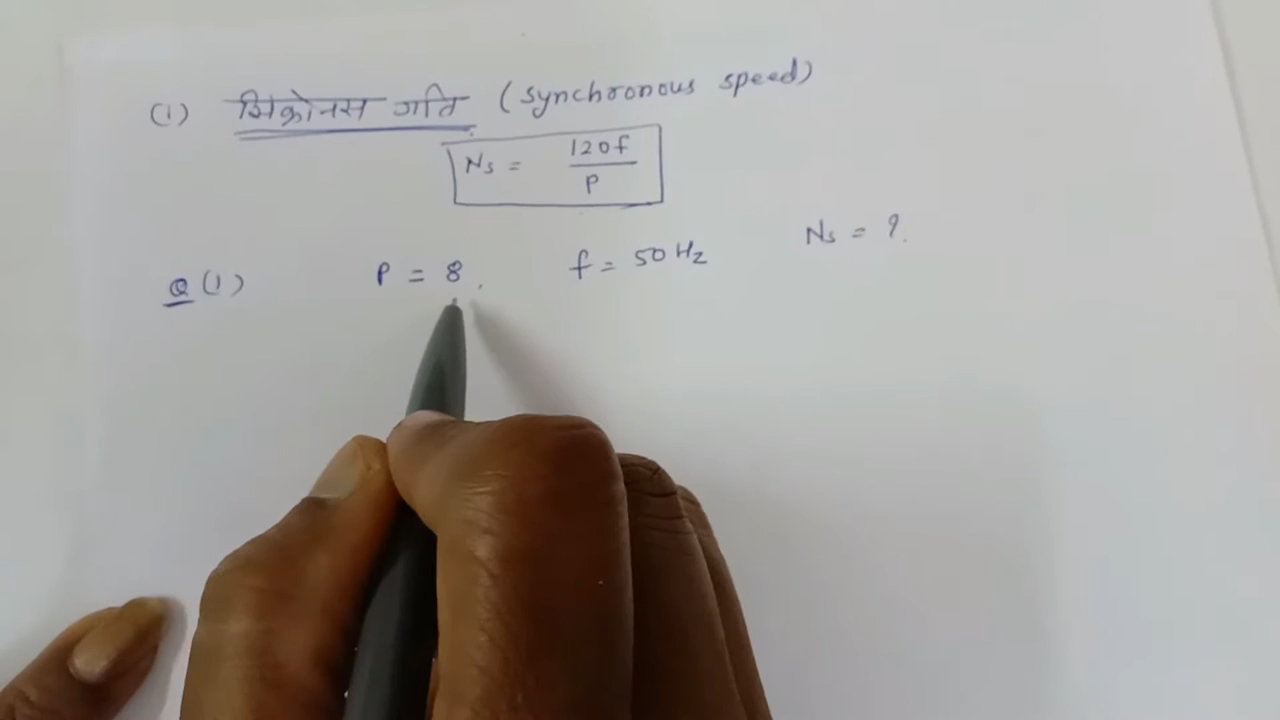 (1) सिंक्रोनस गति (synchronous speed)
Ns = 120f / P
Q(1) P = 8, f = 50 Hz Ns = ?